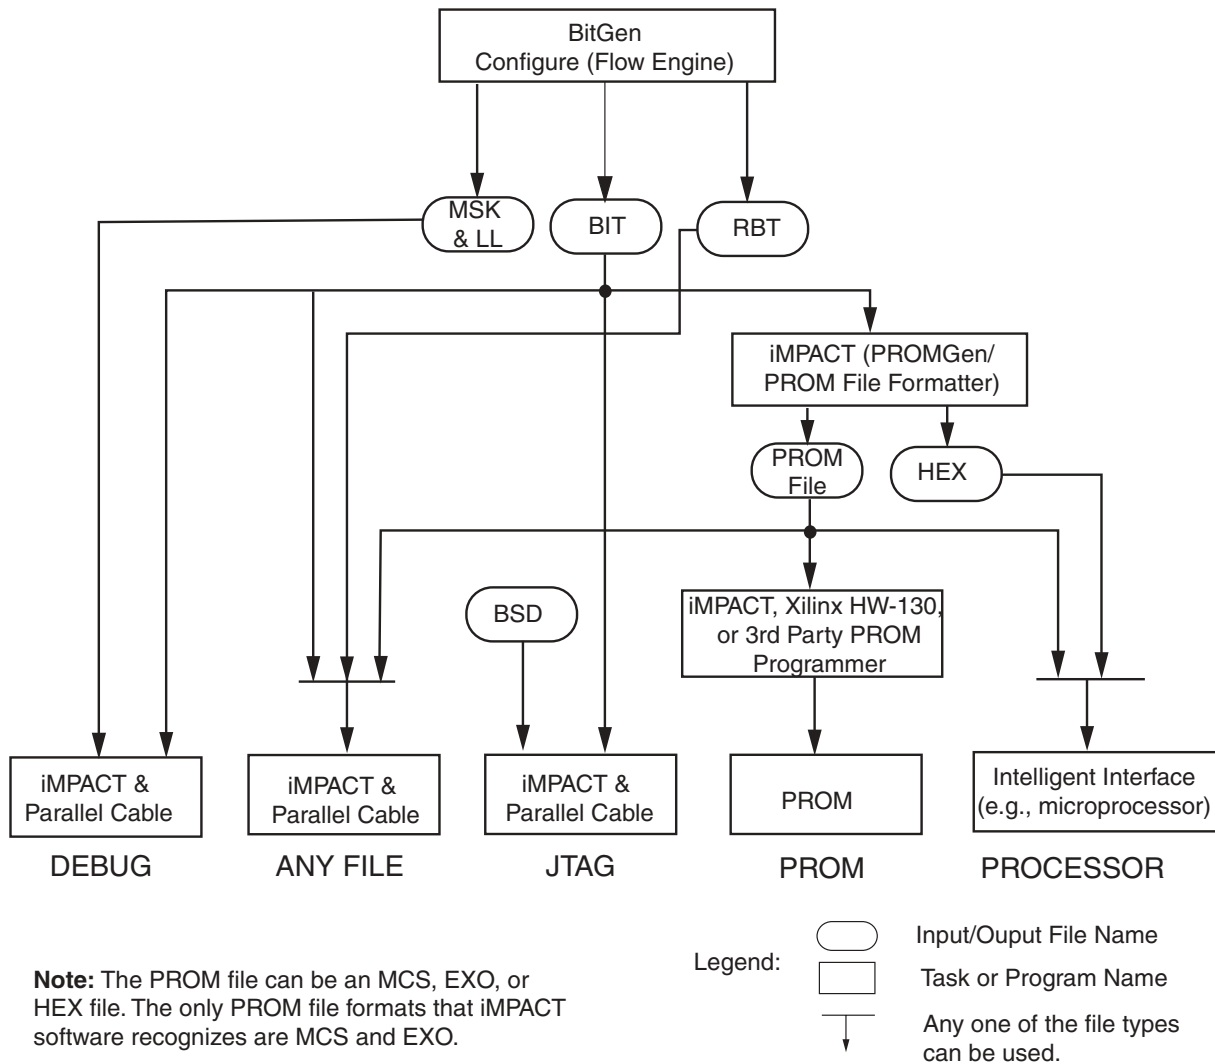 BitGen
Configure (Flow Engine)
MSK
& LL
BIT
RBT
iMPACT (PROMGen/
PROM File Formatter)
PROM
File
HEX
BSD
iMPACT, Xilinx HW-130,
or 3rd Party PROM
Programmer
iMPACT &
Parallel Cable
iMPACT &
Parallel Cable
iMPACT &
Parallel Cable
PROM
Intelligent Interface
(e.g., microprocessor)
DEBUG
ANY FILE
JTAG
PROM
PROCESSOR
Note: The PROM file can be an MCS, EXO, or
HEX file. The only PROM file formats that iMPACT
software recognizes are MCS and EXO.
Legend:
Input/Ouput File Name
Task or Program Name
Any one of the file types
can be used.